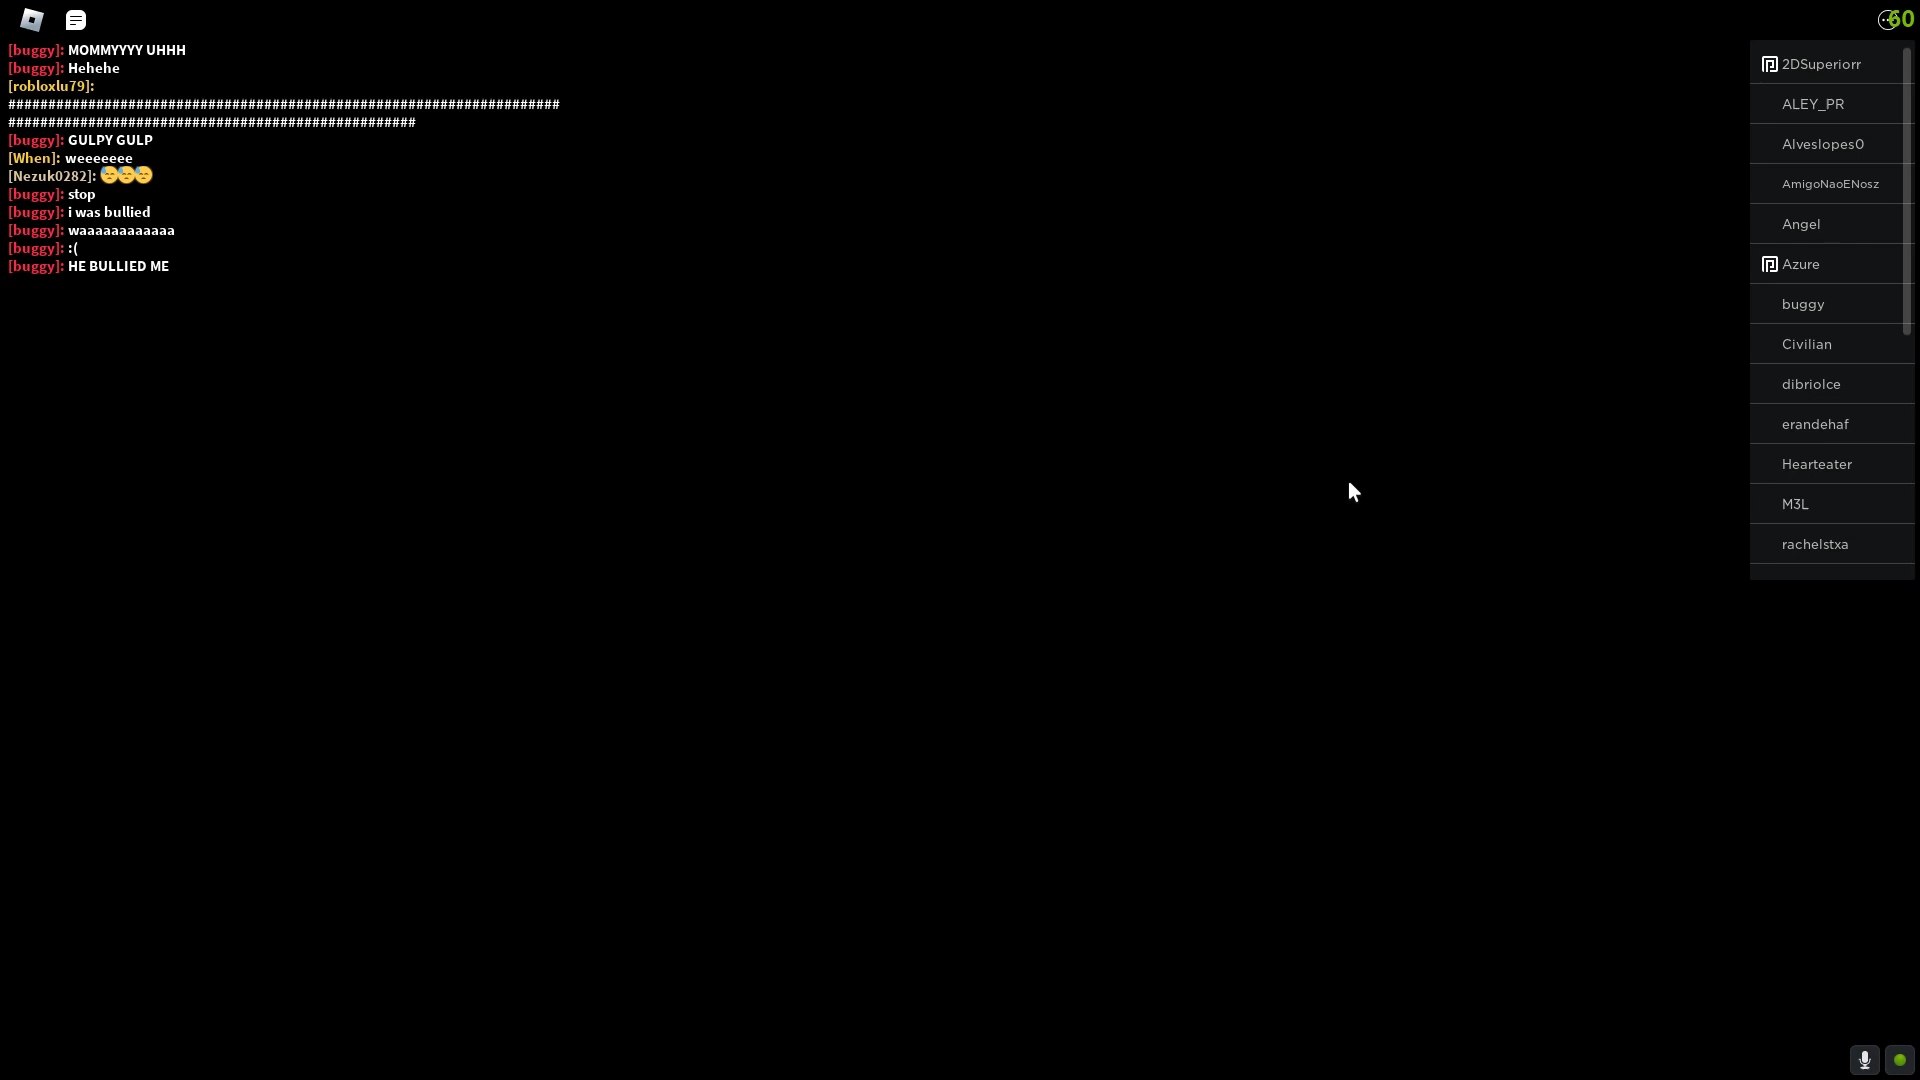 60
[buggy]: MOMMYYYY UHHH
[buggy]: Hehehe
[robloxlu79]:
#####################################################################
###################################################
[buggy]: GULPY GULP
[When]: weeeeeee
[Nezuk0282]: 😓😓😓
[buggy]: stop
[buggy]: i was bullied
[buggy]: waaaaaaaaaaaa
[buggy]: :(
[buggy]: HE BULLIED ME
2DSuperiorr
ALEY_PR
Alveslopes0
AmigoNaoENosz
Angel
Azure
buggy
Civilian
dibriolce
erandehaf
Hearteater
M3L
rachelstxa